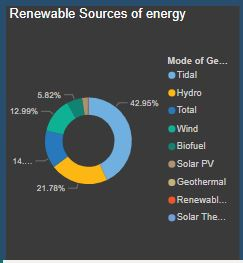 Renewable Sources of energy
Mode of Ge...
Tidal
Hydro
Total
Wind
Biofuel
Solar PV
Geothermal
Renewabl...
Solar The...
5.82%
42.95%
12.99%
14....
21.78%